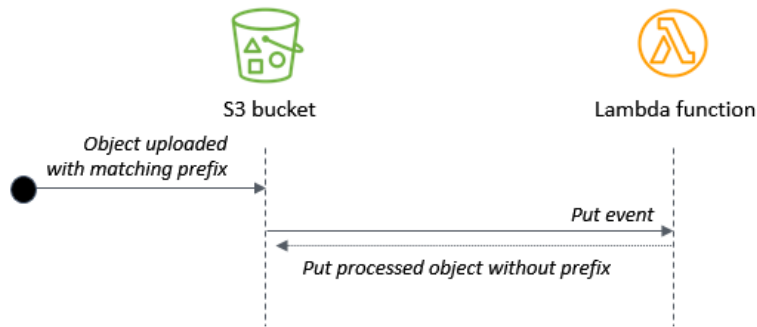 S3 bucket
Lambda function
Object uploaded
with matching prefix
Put event
Put processed object without prefix